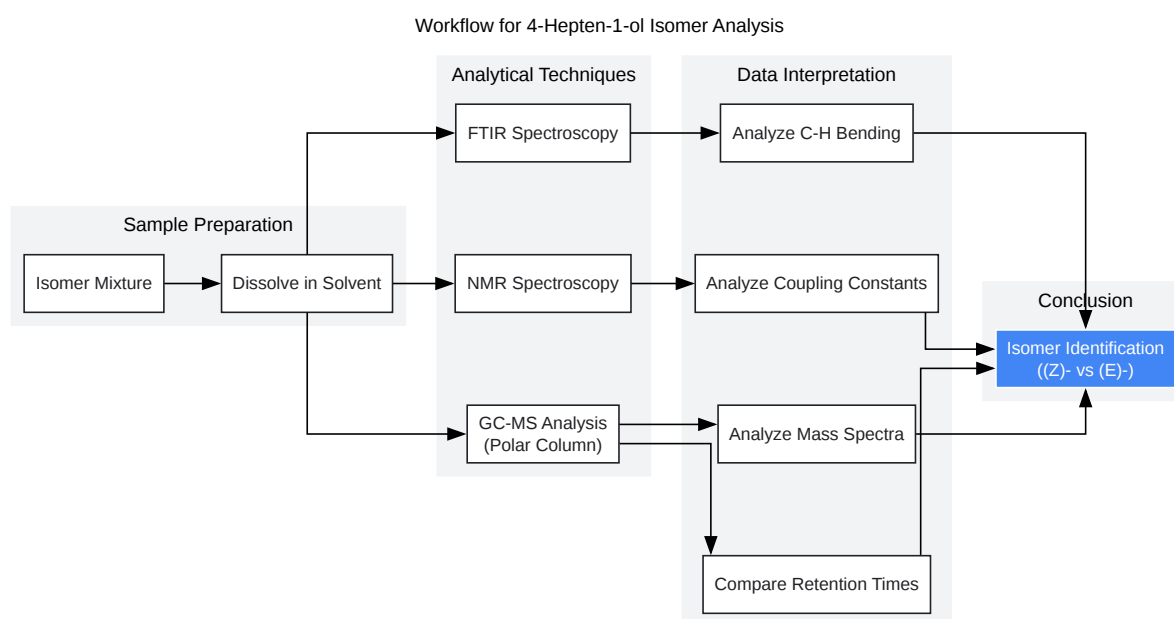 Workflow for 4-Hepten-1-ol Isomer Analysis
Analytical Techniques
Data Interpretation
FTIR Spectroscopy
Analyze C-H Bending
Sample Preparation
Isomer Mixture
Dissolve in Solvent
NMR Spectroscopy
Analyze Coupling Constants
Conclusion
Isomer Identification
((Z)- vs (E)-)
GC-MS Analysis
(Polar Column)
Analyze Mass Spectra
Compare Retention Times